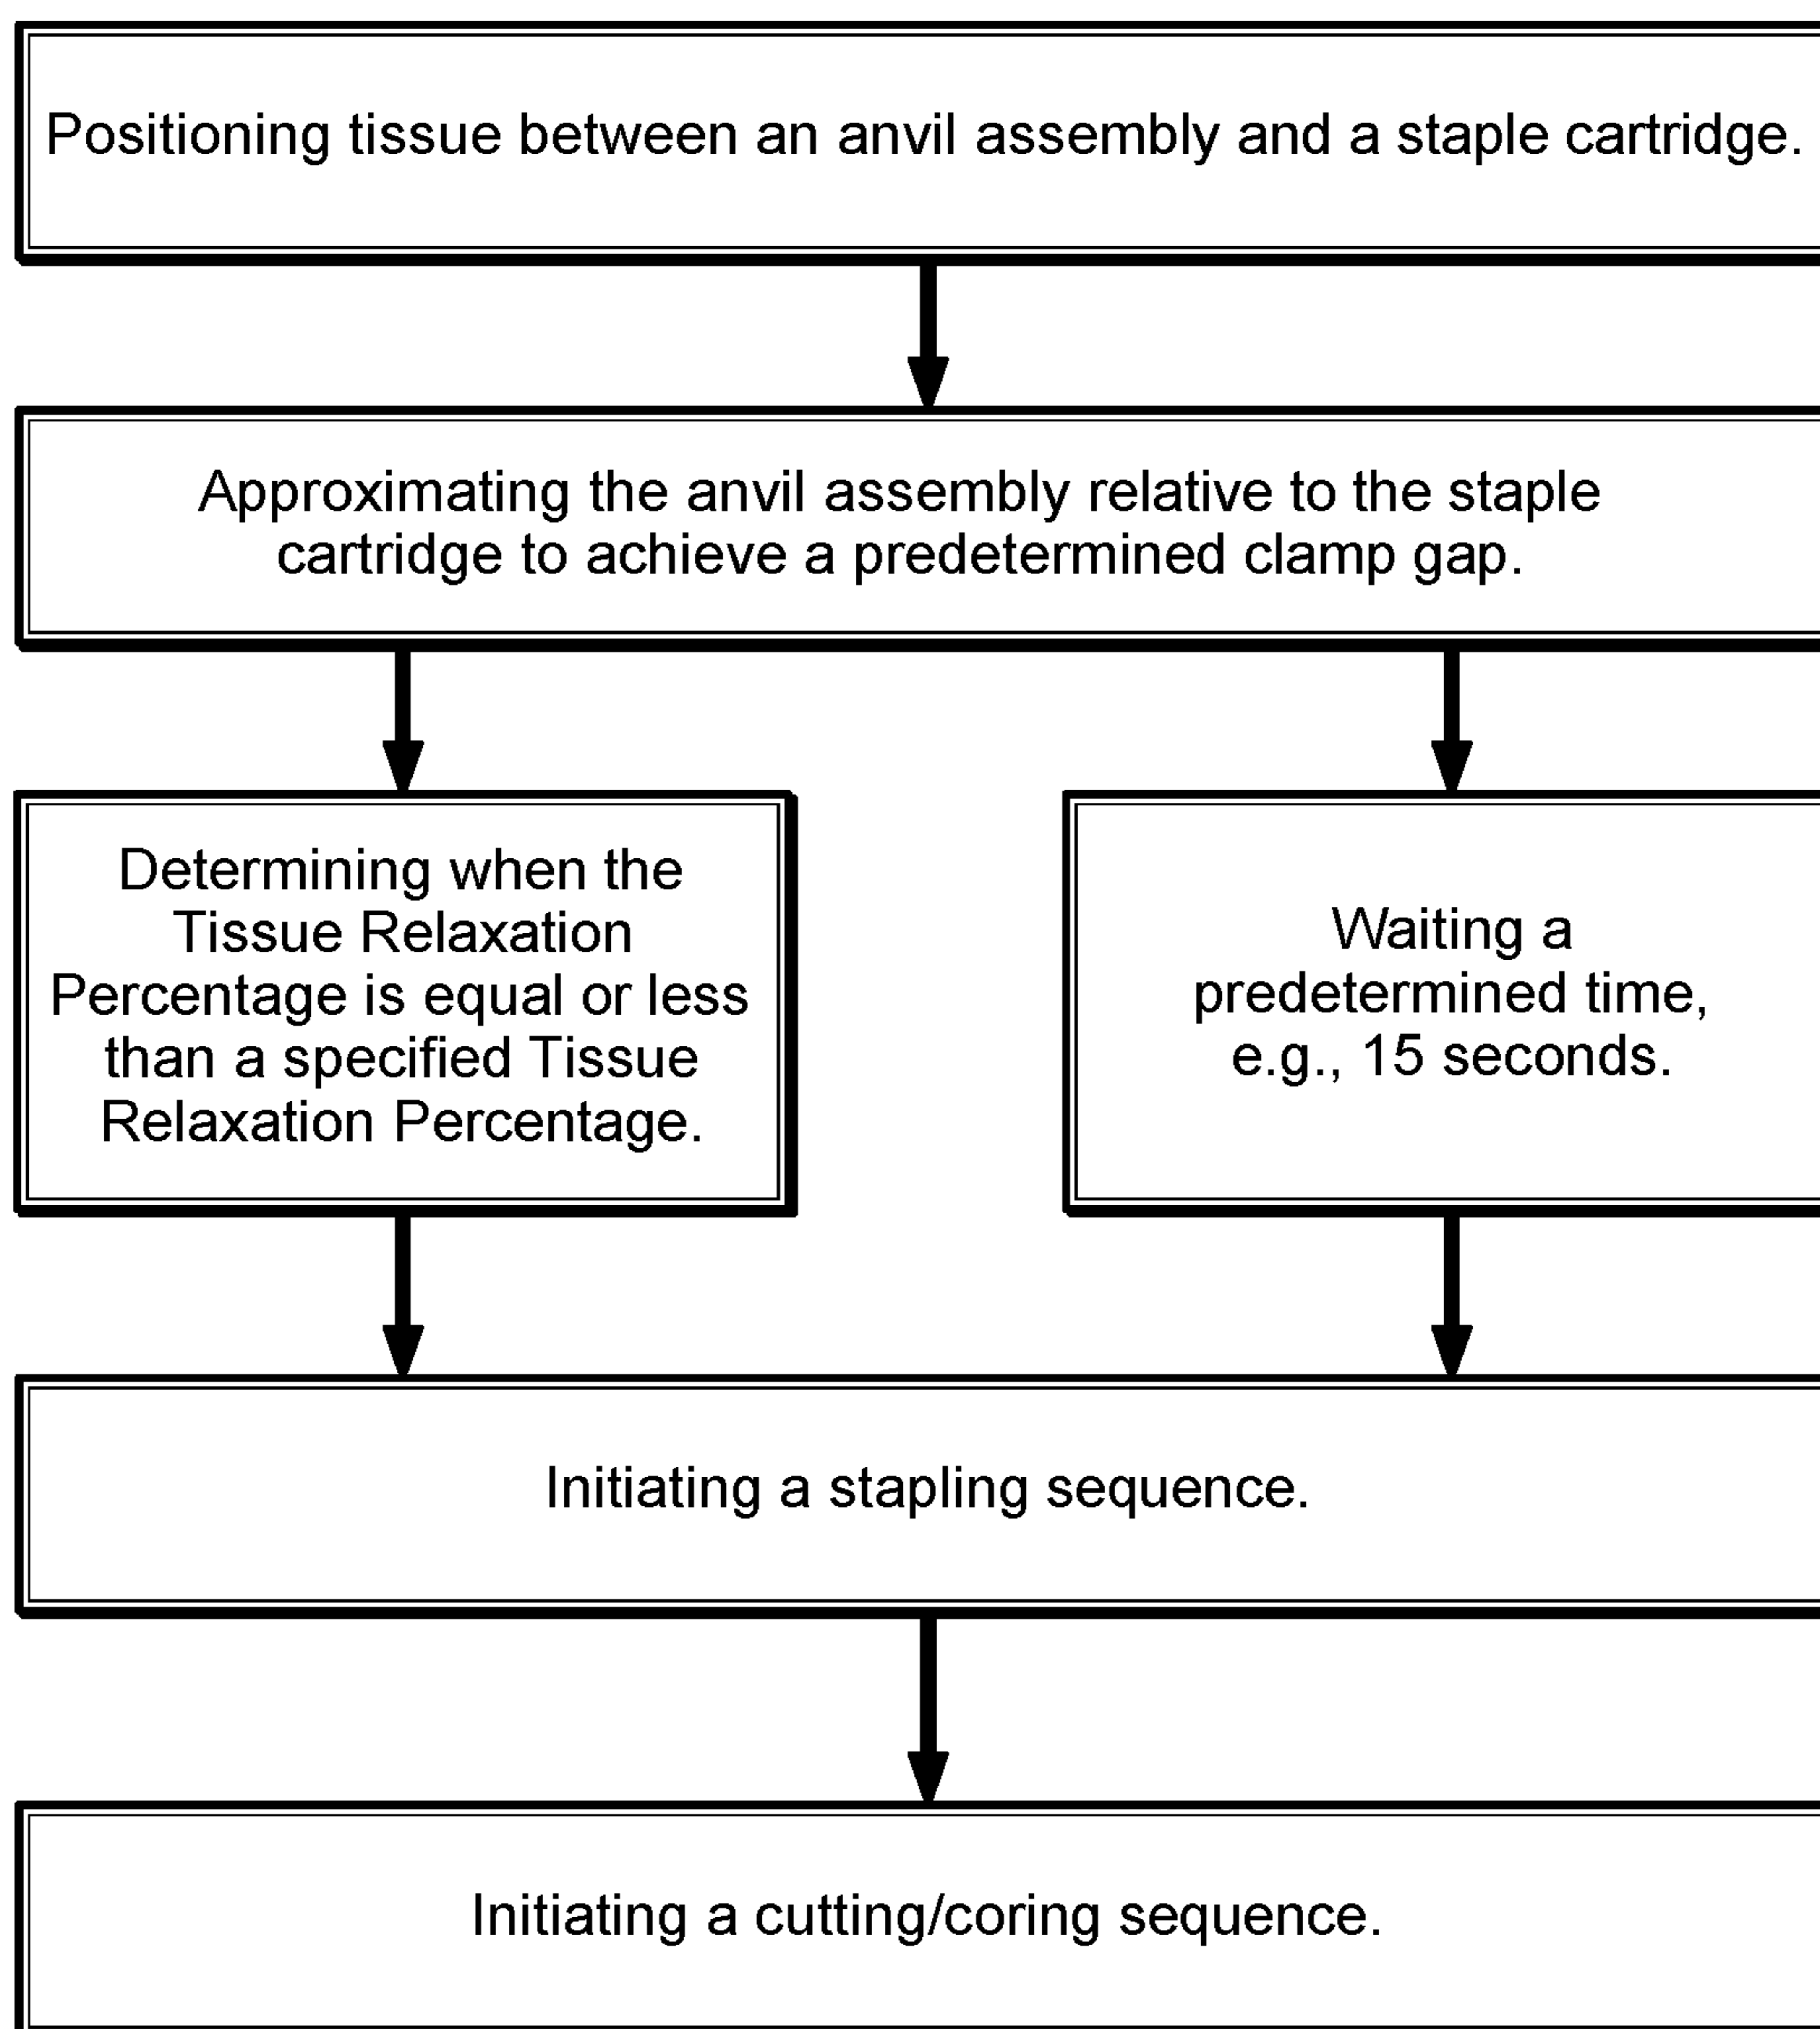 Positioning tissue between an anvil assembly and a staple cartridge.
Approximating the anvil assembly relative to the staple
cartridge to achieve a predetermined clamp gap.
Determining when the
Tissue Relaxation
Percentage is equal or less
than a specified Tissue
Relaxation Percentage.
Waiting a
predetermined time,
e.g., 15 seconds.
Initiating a stapling sequence.
Initiating a cutting/coring sequence.